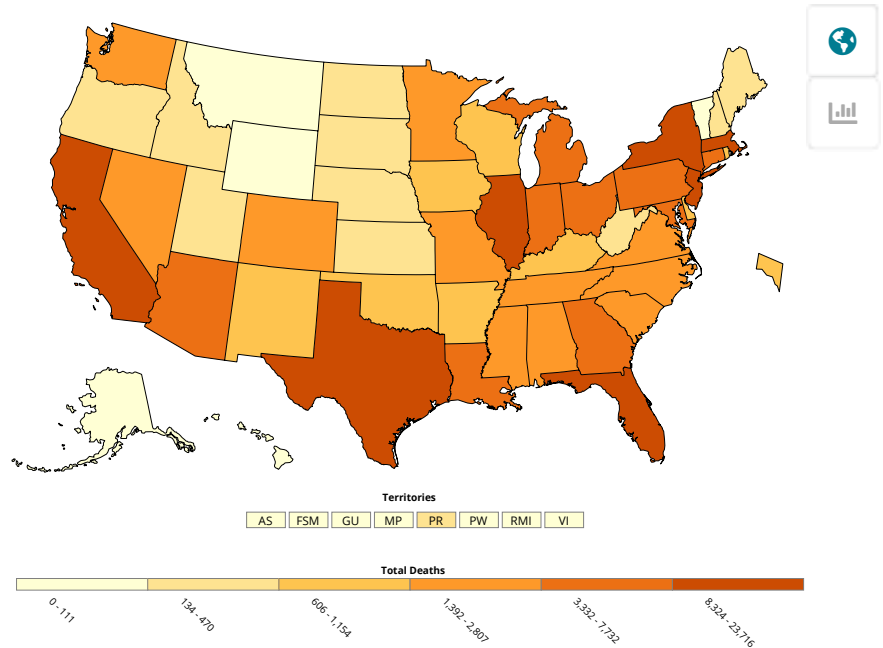 Territories
AS FSM GU MP PR PW RMI VI
Total Deaths
0 - 111 134 - 470 606 - 1,154 1,392 - 2,807 3,332 - 7,732 8,324 - 23,716